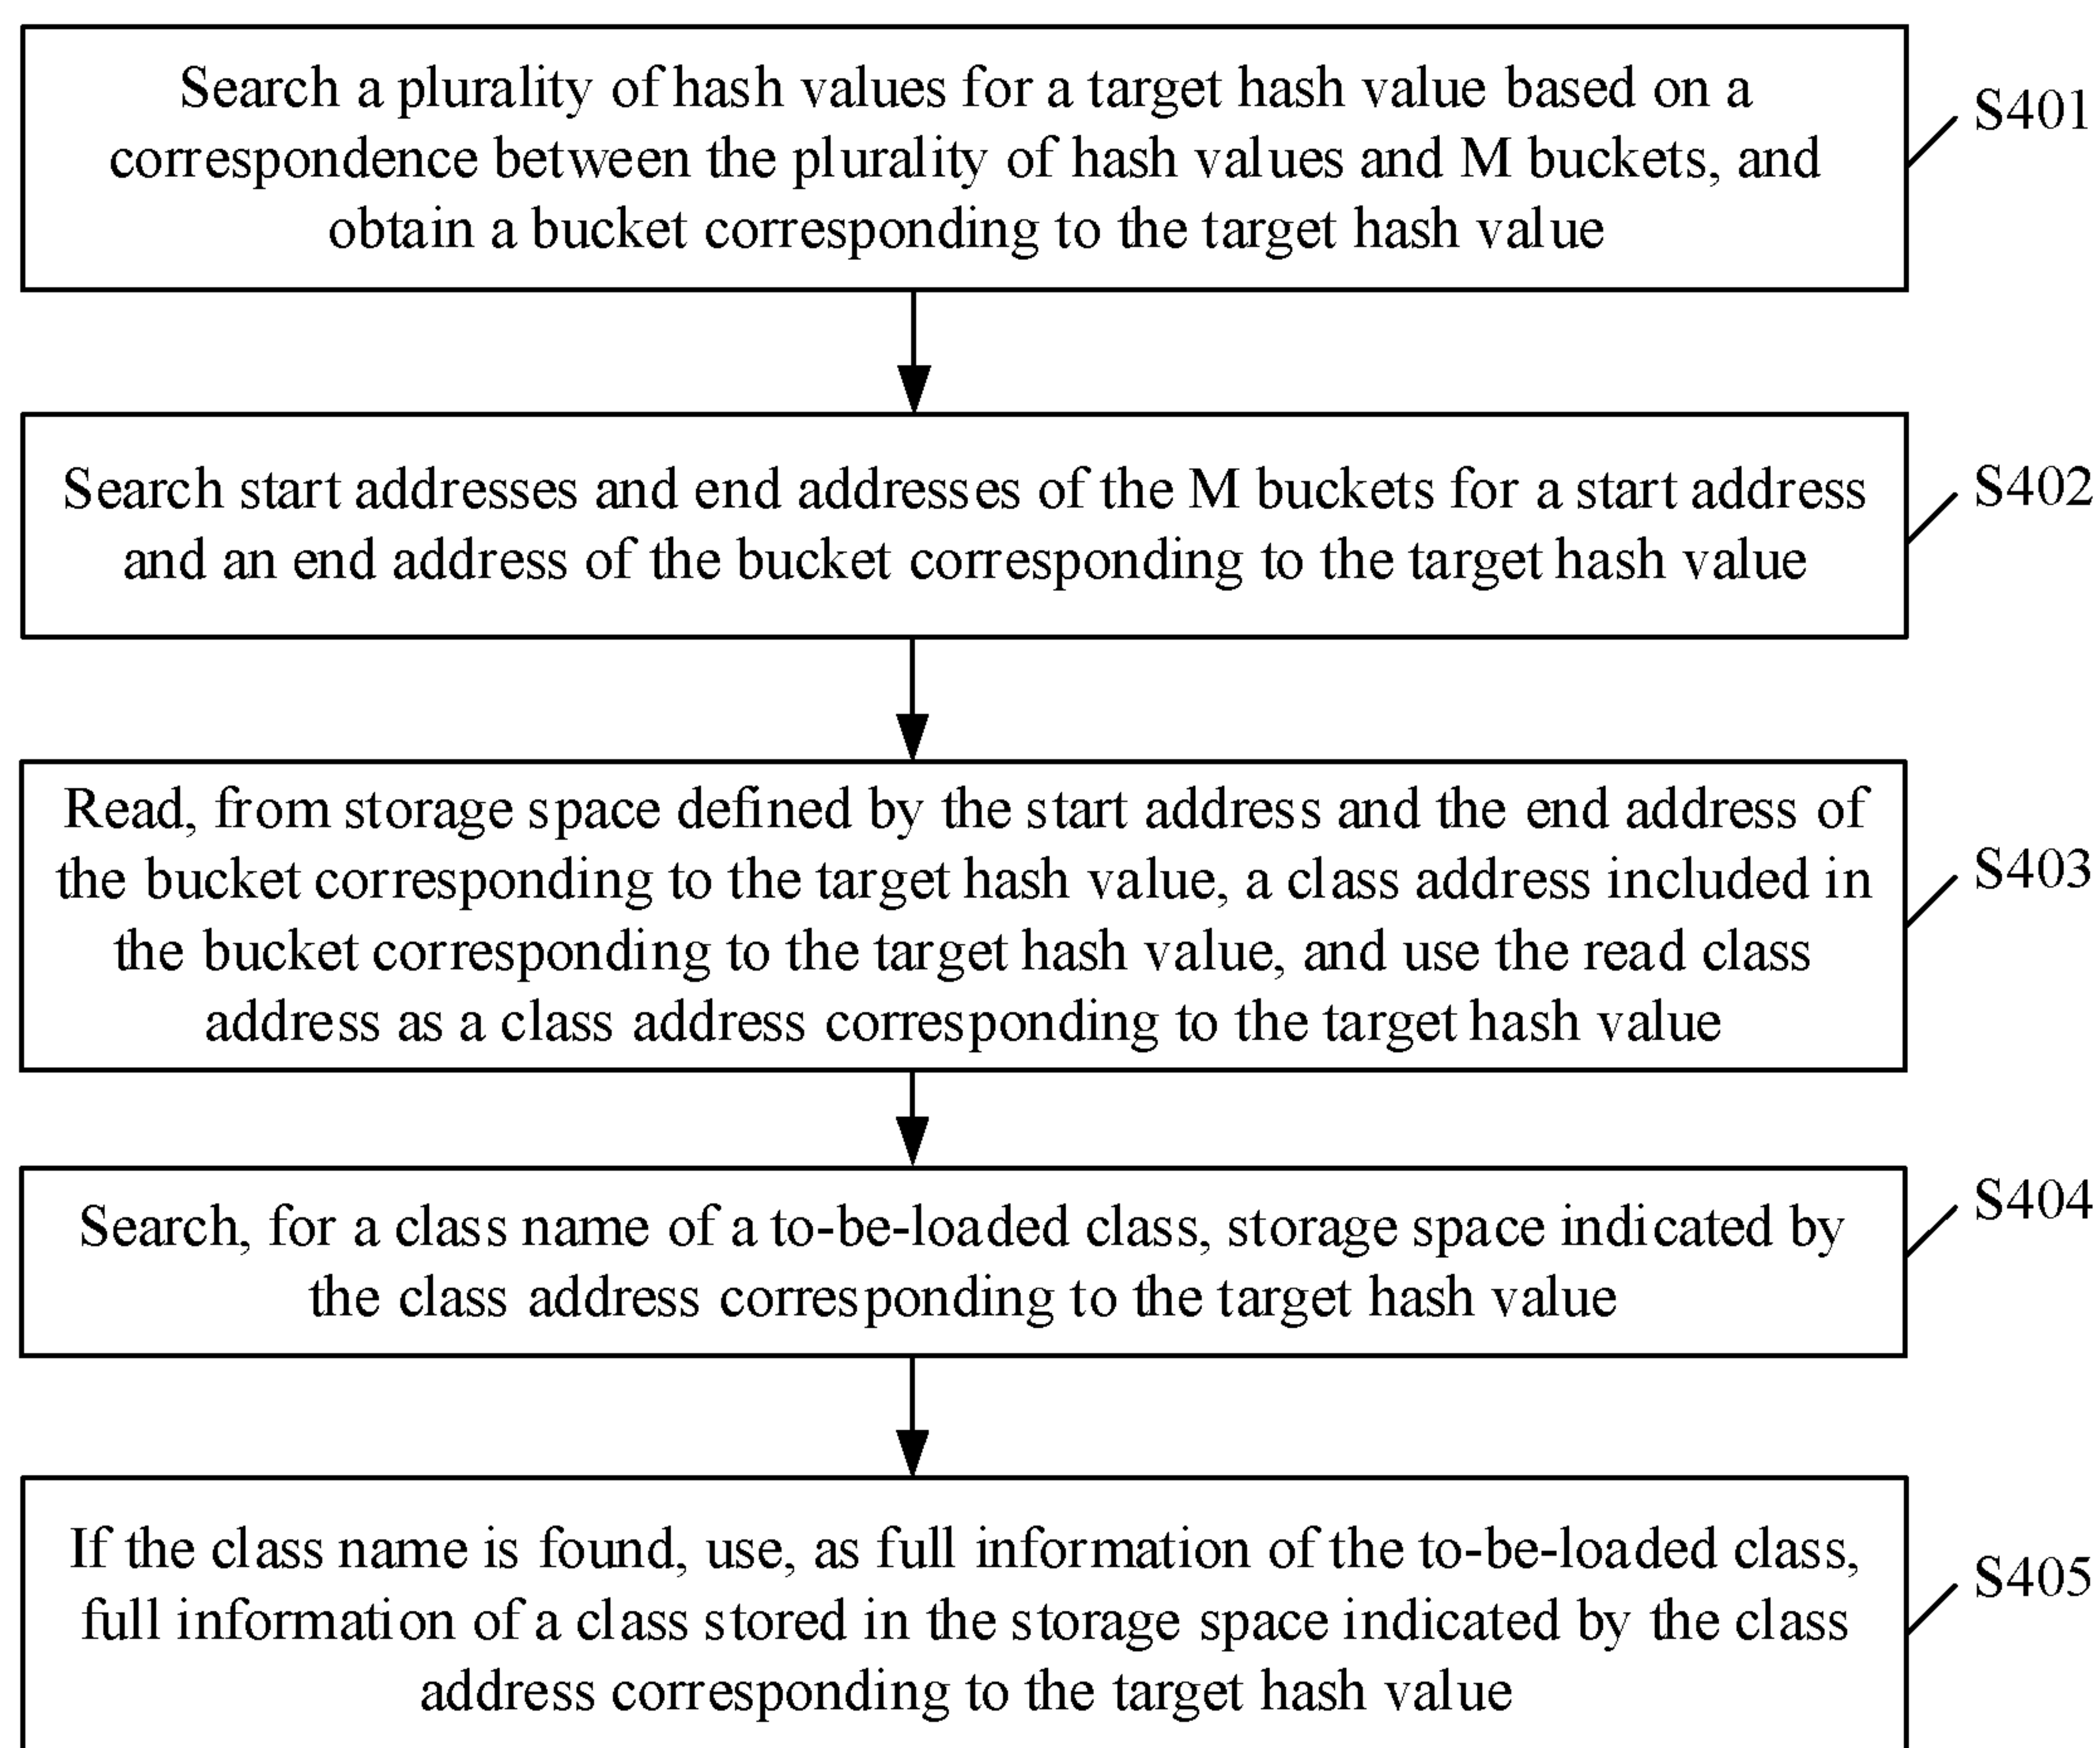 Search a plurality of hash values for a target hash value based on a
correspondence between the plurality of hash values and M buckets, and
obtain a bucket corresponding to the target hash value
S401
Search start addresses and end addresses of the M buckets for a start address
and an end address of the bucket corresponding to the target hash value
S402
Read, from storage space defined by the start address and the end address of
the bucket corresponding to the target hash value, a class address included in
the bucket corresponding to the target hash value, and use the read class
address as a class address corresponding to the target hash value
S403
Search, for a class name of a to-be-loaded class, storage space indicated by
the class address corresponding to the target hash value
S404
If the class name is found, use, as full information of the to-be-loaded class,
full information of a class stored in the storage space indicated by the class
address corresponding to the target hash value
S405